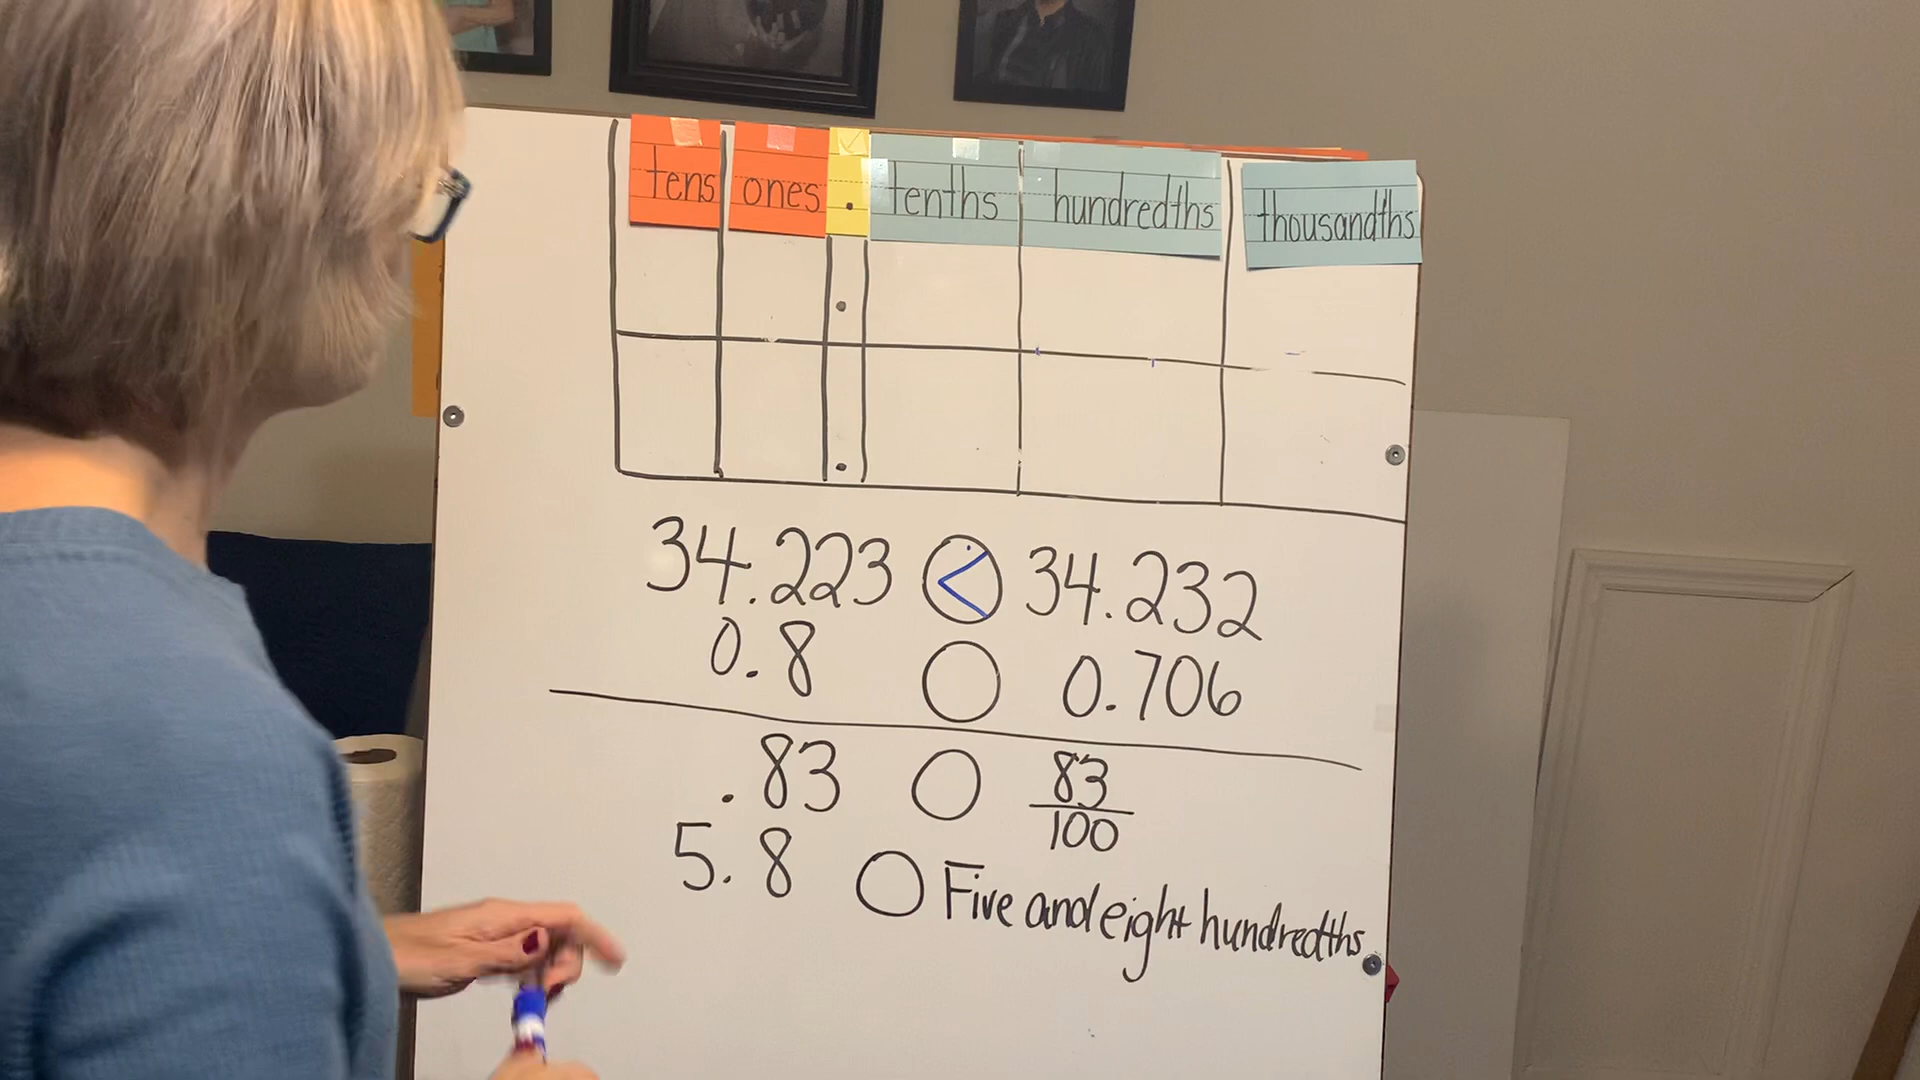 tens ones . tenths hundredths thousandths
.
.
34.223 < 34.232
0.8 0.706
.83 83/100
5.8 Five and eight hundredths